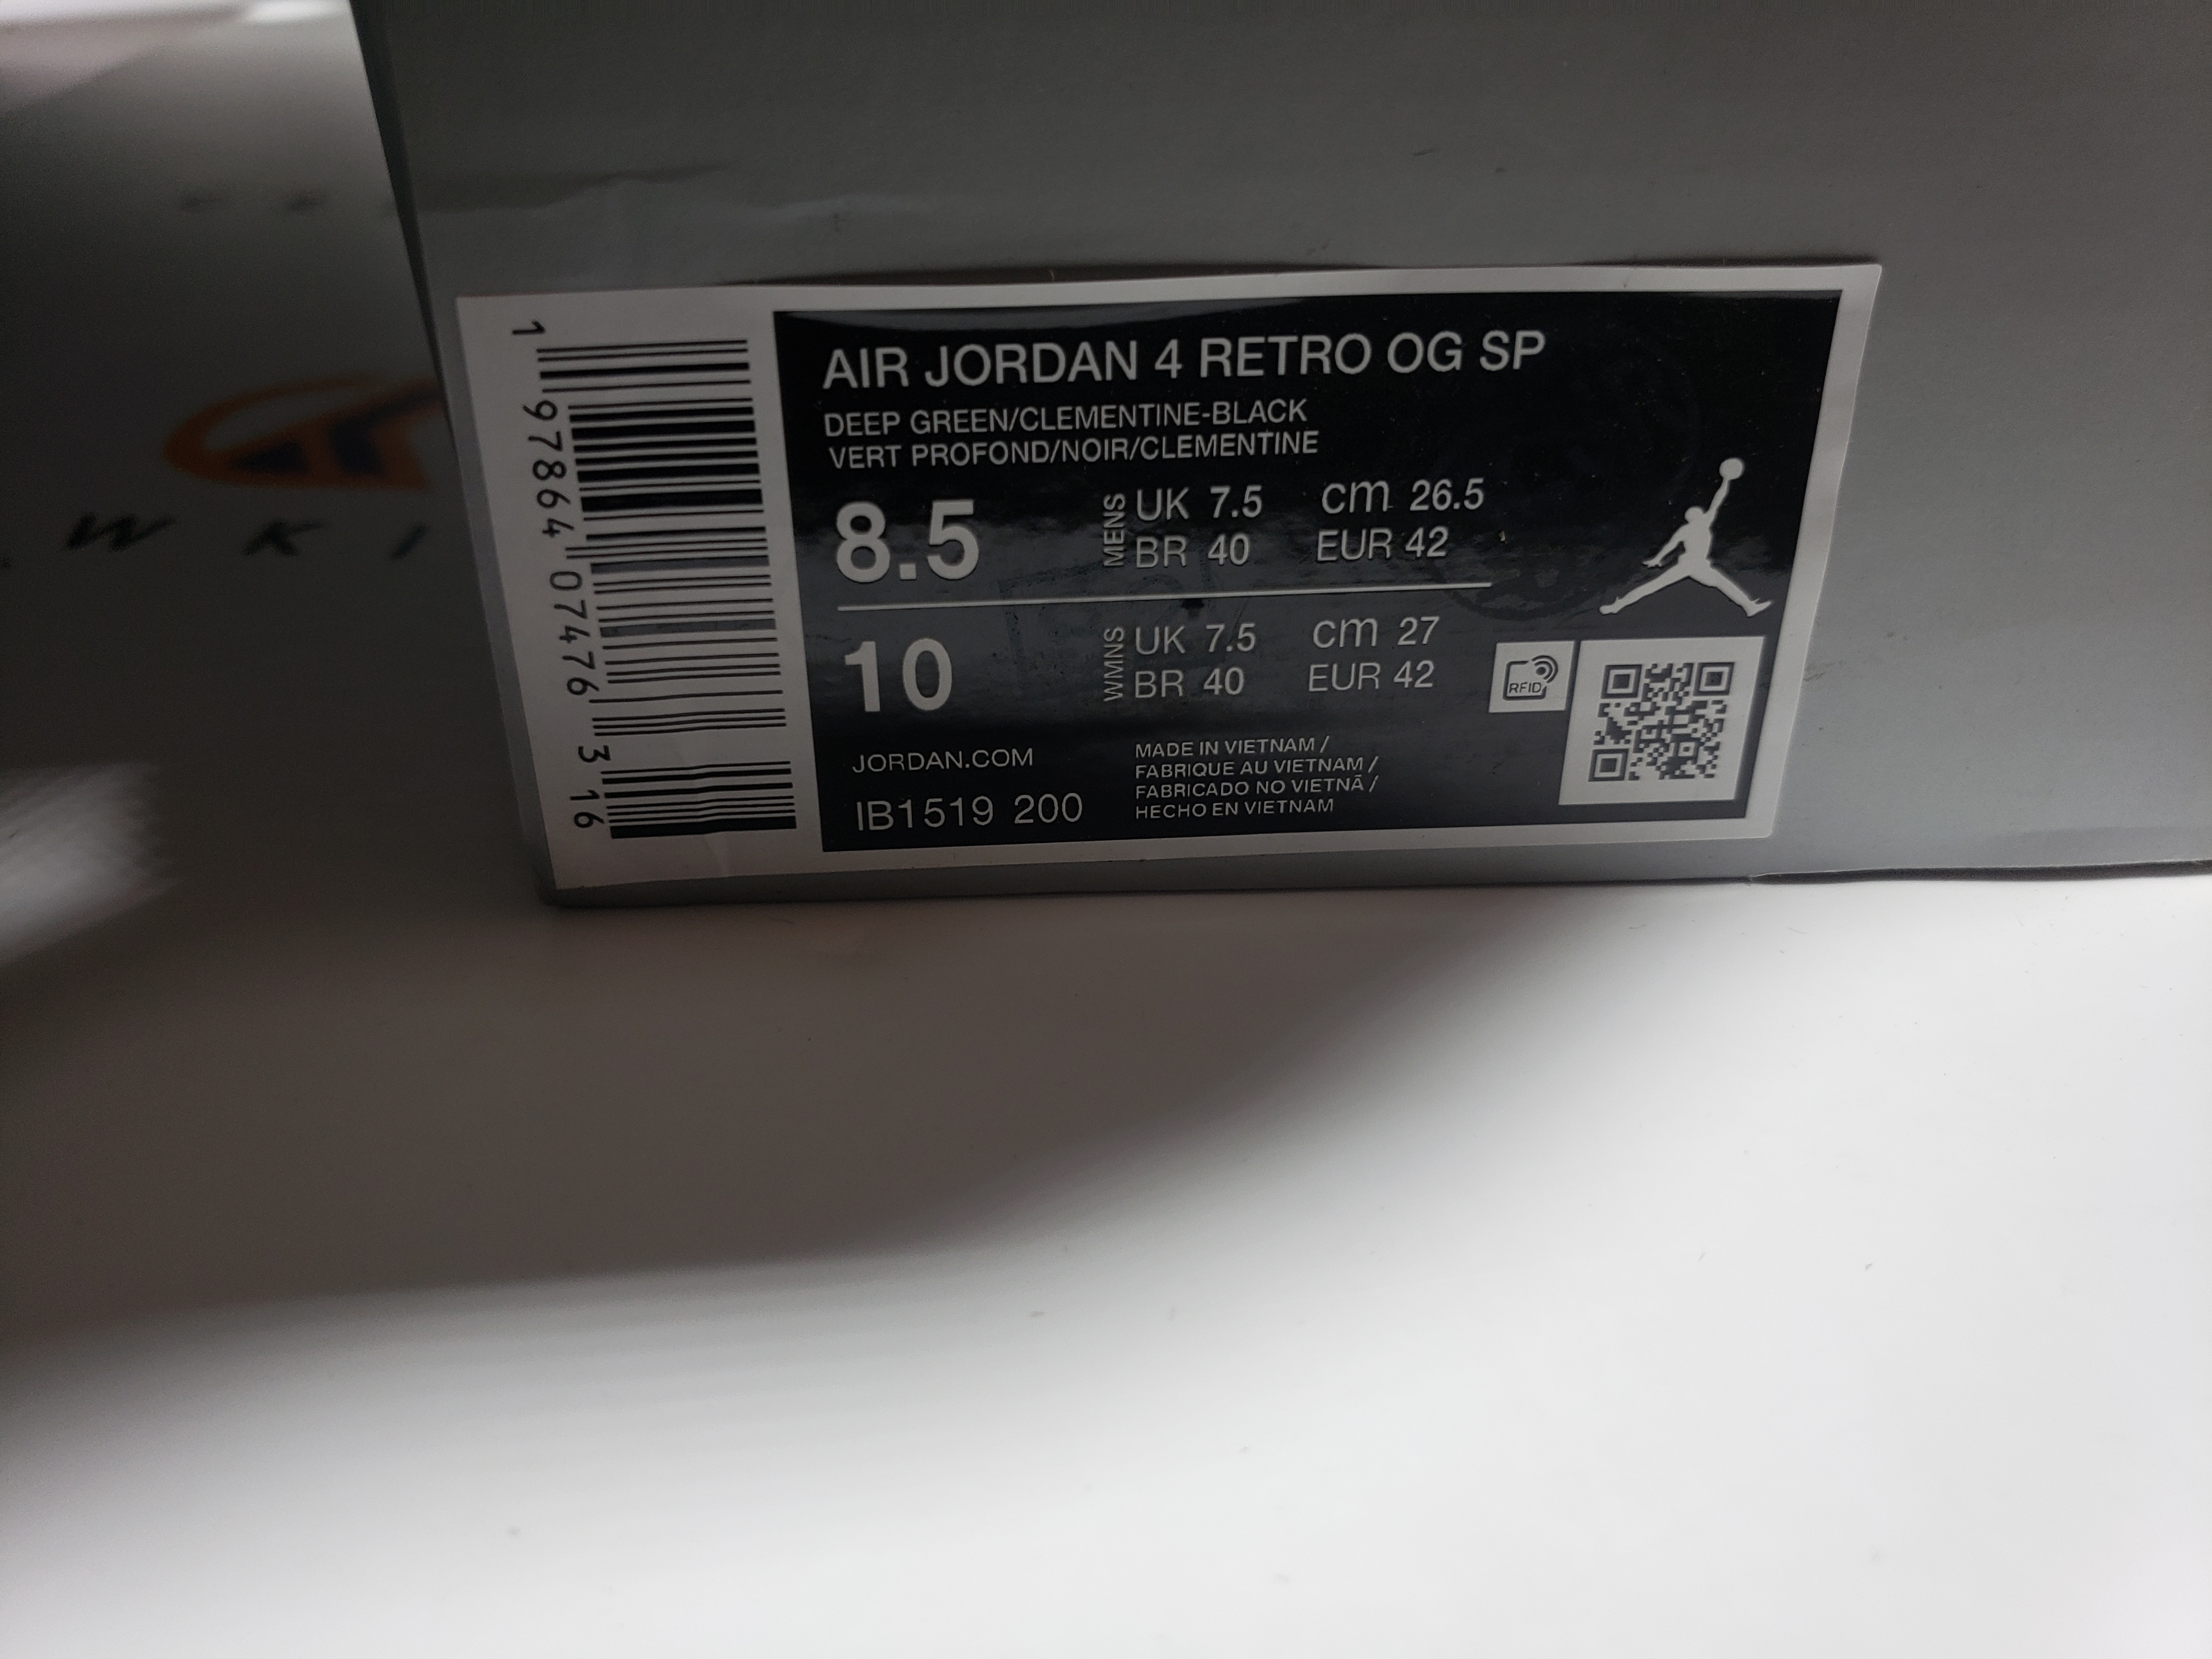 AIR JORDAN 4 RETRO OG SP
DEEP GREEN/CLEMENTINE-BLACK
VERT PROFOND/NOIR/CLEMENTINE
8.5 MENS UK 7.5 cm 26.5
BR 40 EUR 42
10 WMNS UK 7.5 cm 27
BR 40 EUR 42
RFID
JORDAN.COM
IB1519 200
MADE IN VIETNAM /
FABRIQUE AU VIETNAM /
FABRICADO NO VIETNÃ /
HECHO EN VIETNAM
1 97864 07476 3 16
W K I